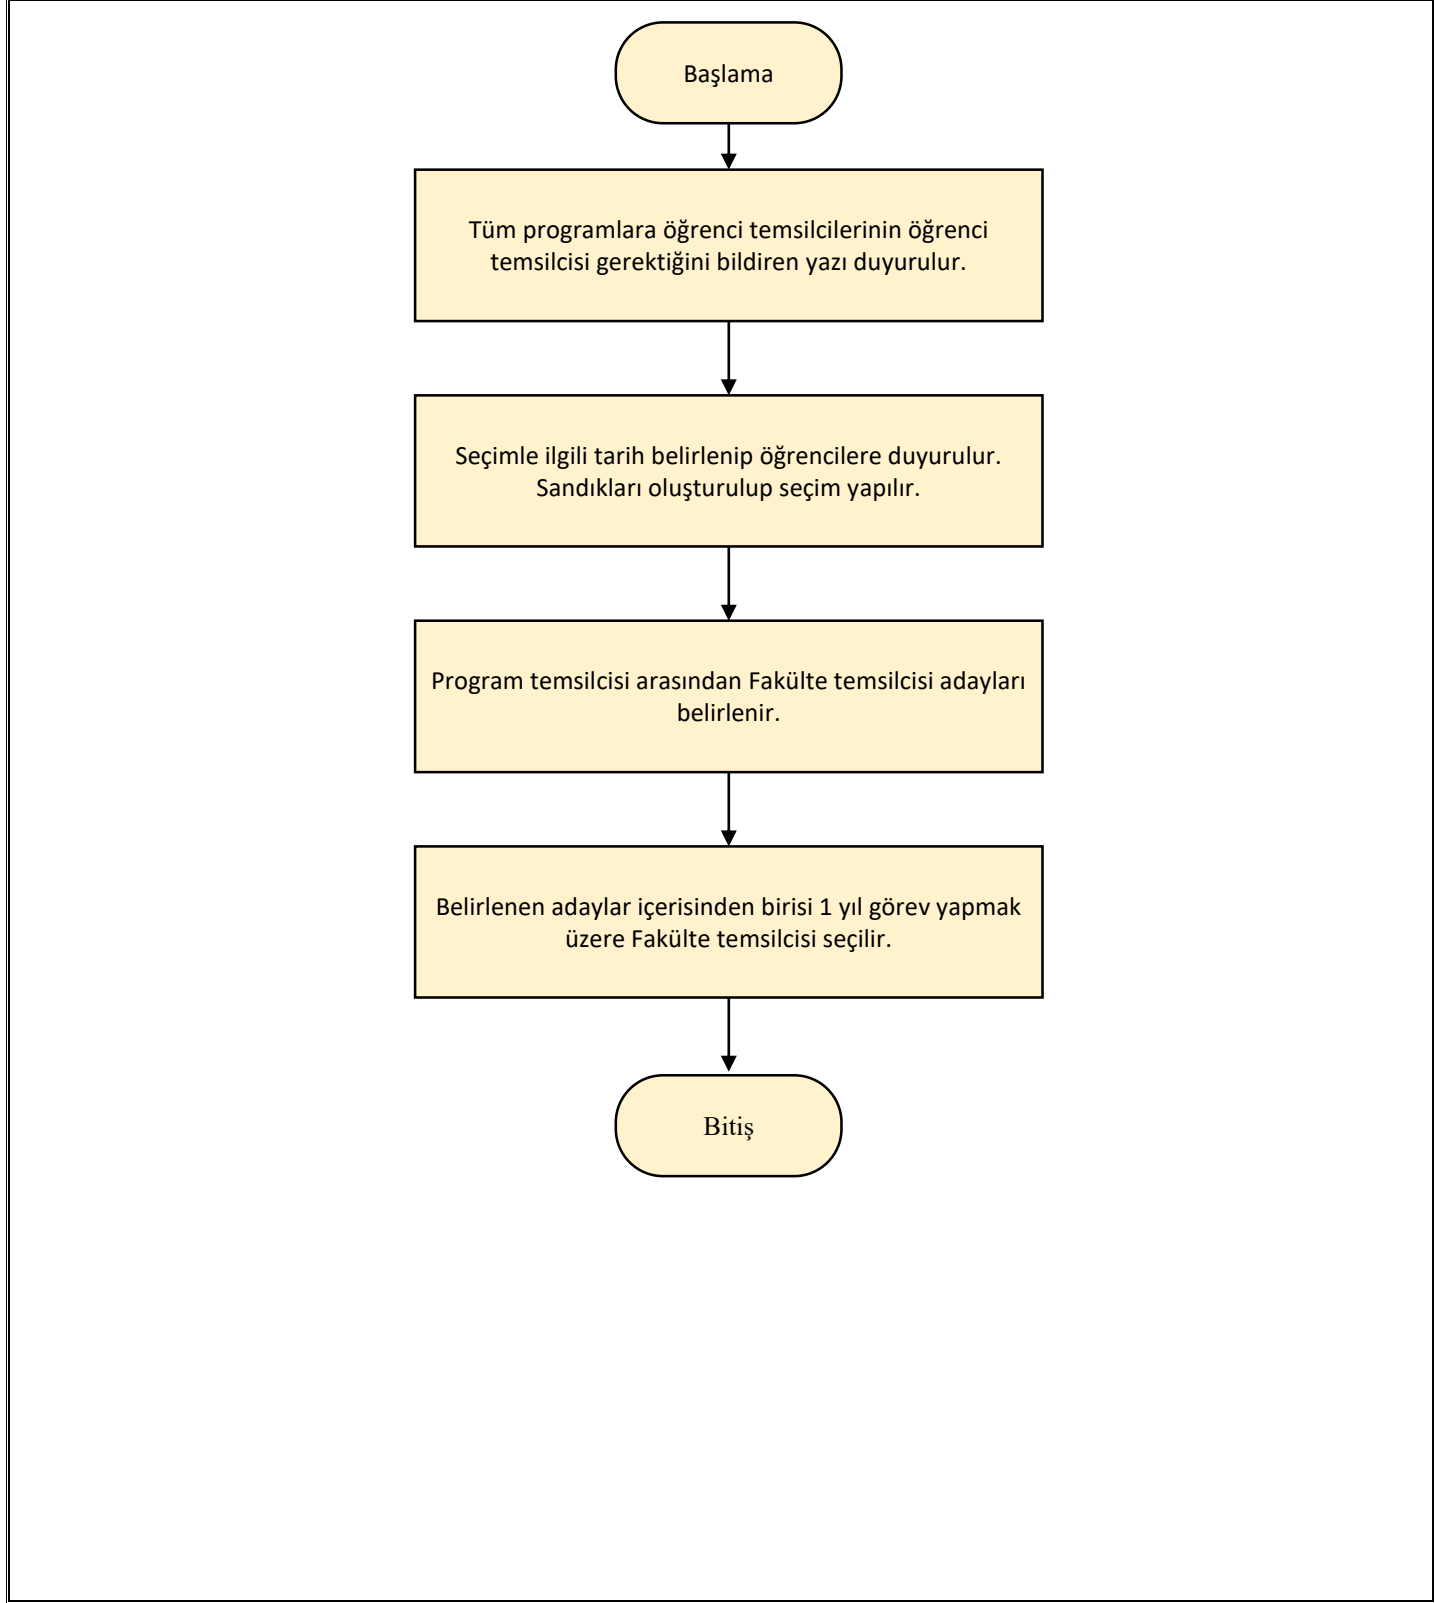 Başlama
Tüm programlara öğrenci temsilcilerinin öğrenci
temsilcisi gerektiğini bildiren yazı duyurulur.
Seçimle ilgili tarih belirlenip öğrencilere duyurulur.
Sandıkları oluşturulup seçim yapılır.
Program temsilcisi arasından Fakülte temsilcisi adayları
belirlenir.
Belirlenen adaylar içerisinden birisi 1 yıl görev yapmak
üzere Fakülte temsilcisi seçilir.
Bitiş